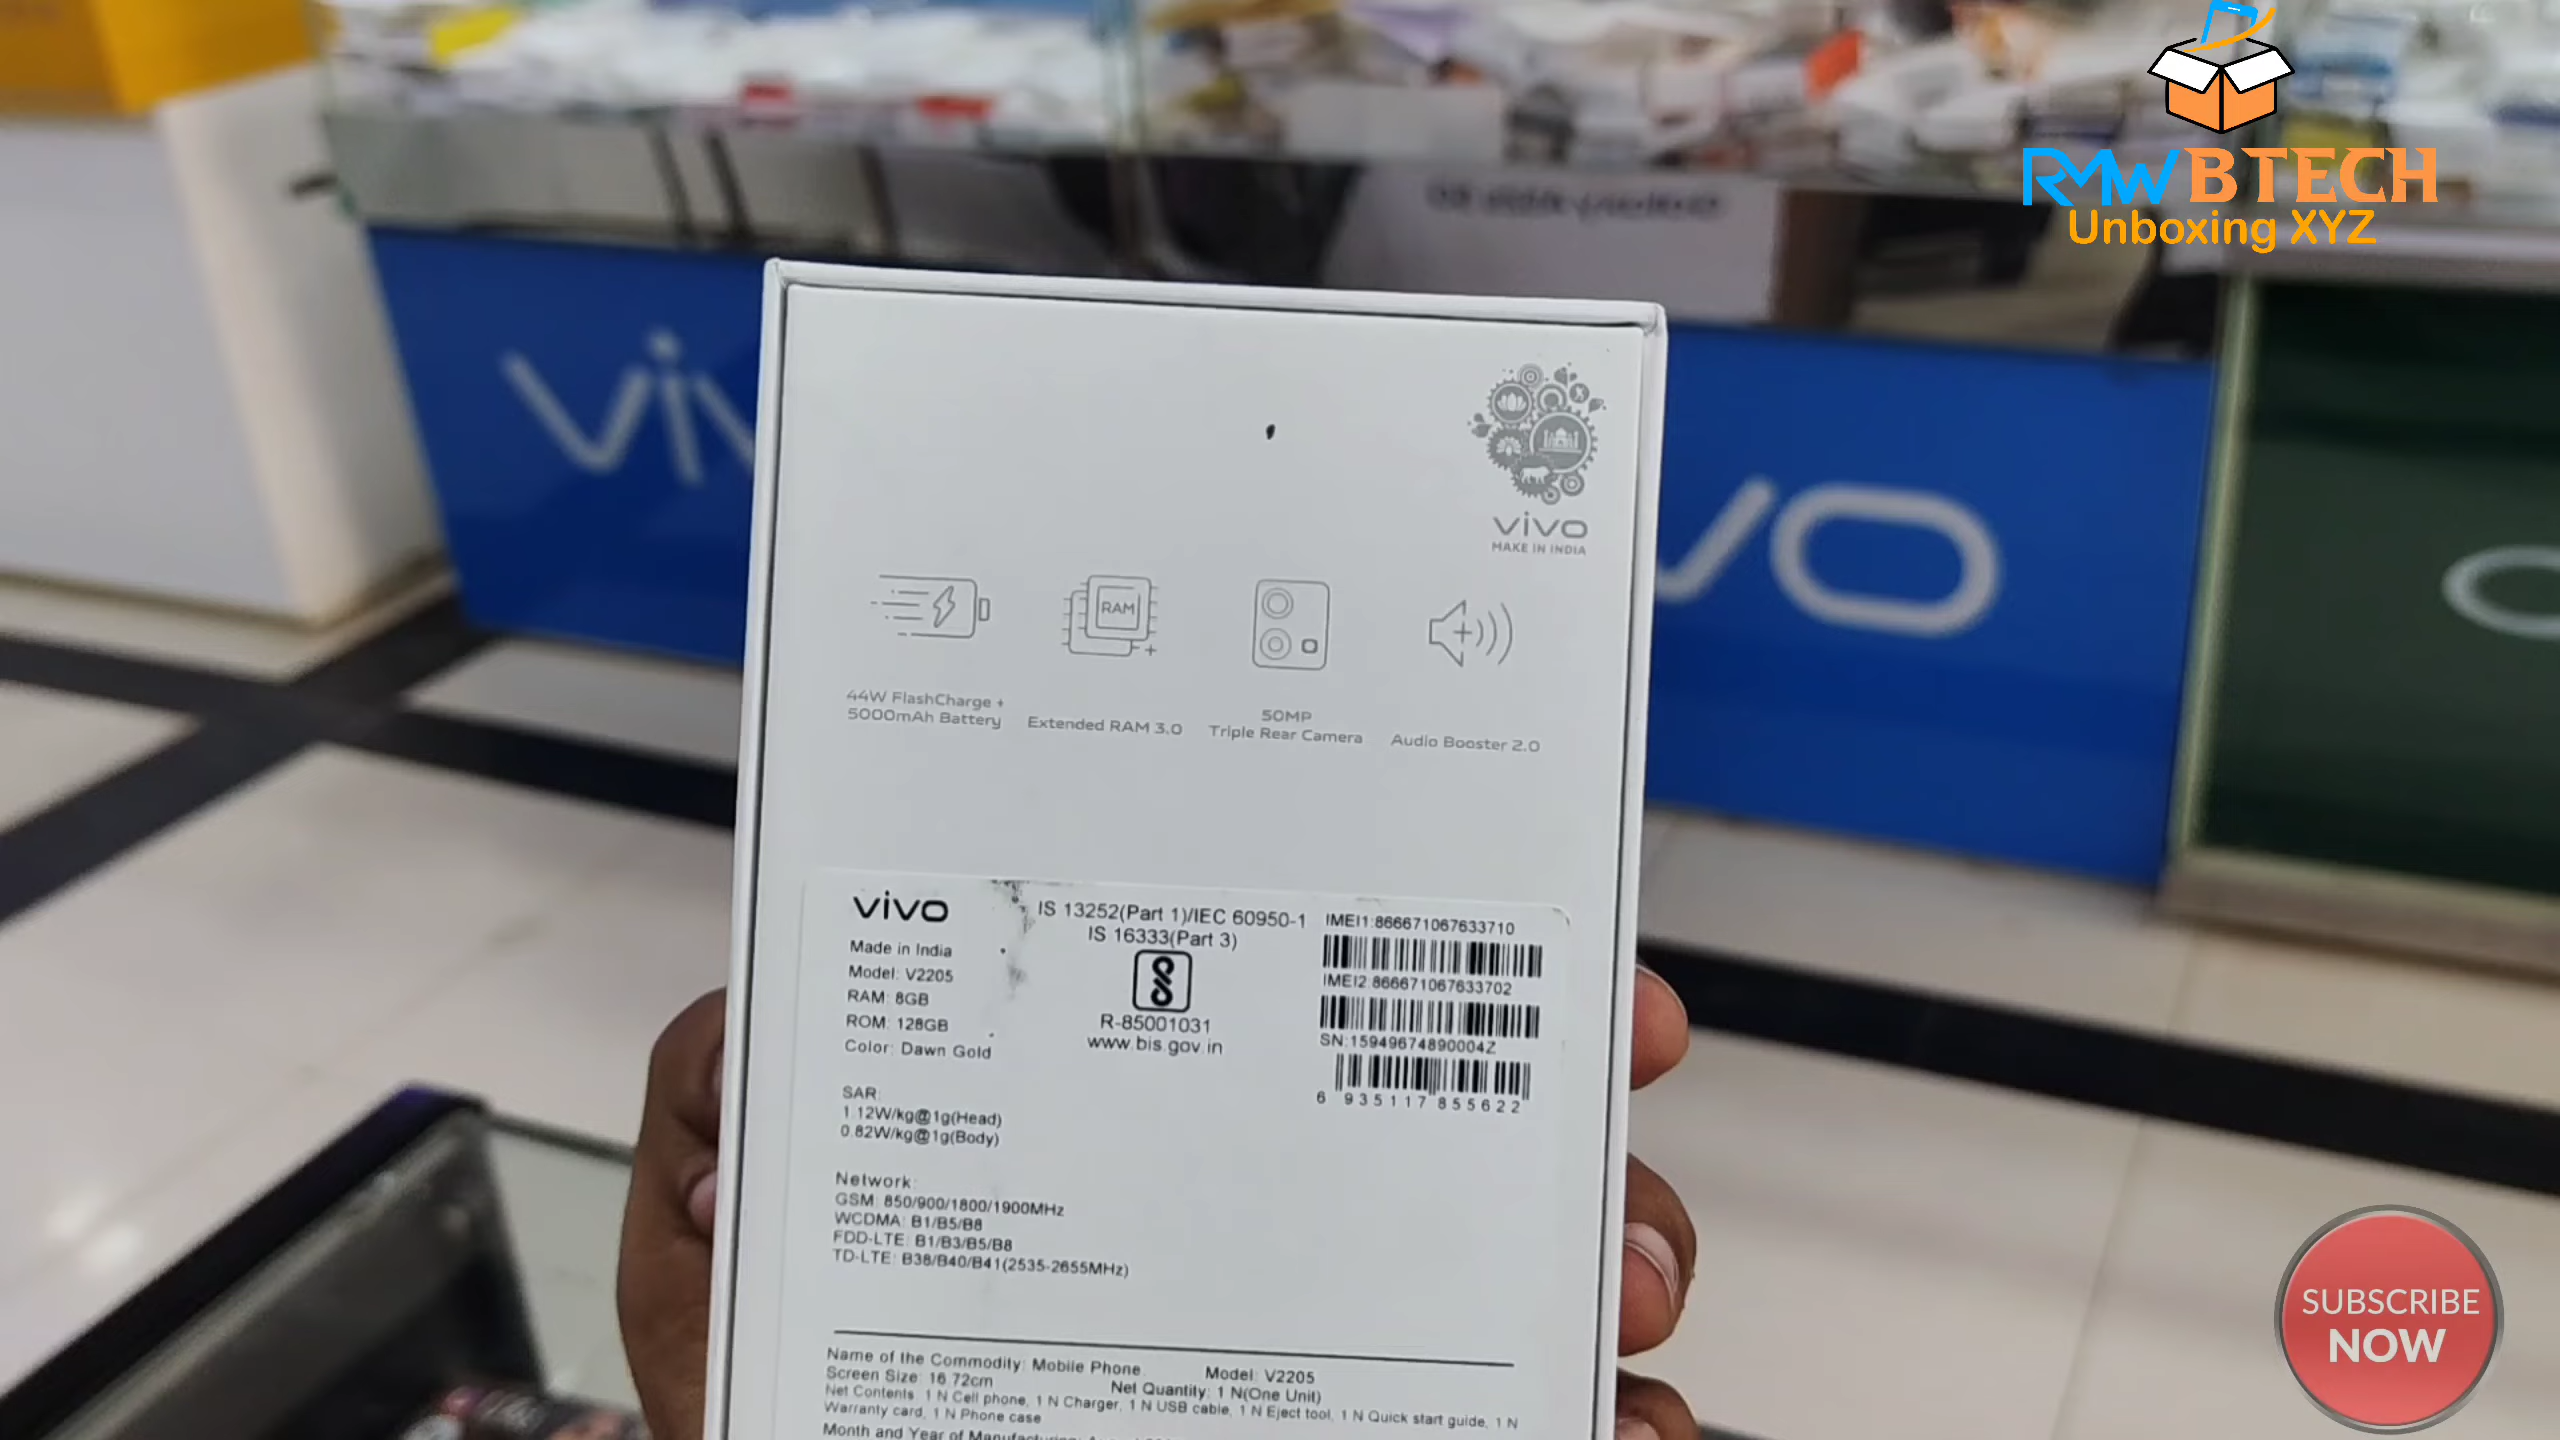 RMW BTECH
Unboxing XYZ
vivo
MAKE IN INDIA
RAM
44W FlashCharge +
5000mAh Battery
Extended RAM 3.0
50MP
Triple Rear Camera
Audio Booster 2.0
vivo
Made in India
Model: V2205
RAM: 8GB
ROM: 128GB
Color: Dawn Gold
SAR:
1.12W/kg@1g(Head)
0.82W/kg@1g(Body)
Network:
GSM: 850/900/1800/1900MHz
WCDMA: B1/B5/B8
FDD-LTE: B1/B3/B5/B8
TD-LTE: B38/B40/B41(2535-2655MHz)
IS 13252(Part 1)/IEC 60950-1
IS 16333(Part 3)
R-85001031
www.bis.gov.in
IMEI1:866671067633710
IMEI2:866671067633702
SN:15949674890004Z
6 935117 855622
Name of the Commodity: Mobile Phone Model: V2205
Screen Size: 16.72cm Net Quantity: 1 N(One Unit)
Net Contents: 1 N Cell phone, 1 N Charger, 1 N USB cable, 1 N Eject tool, 1 N Quick start guide, 1 N
Warranty card, 1 N Phone case
Month and Year of
SUBSCRIBE
NOW